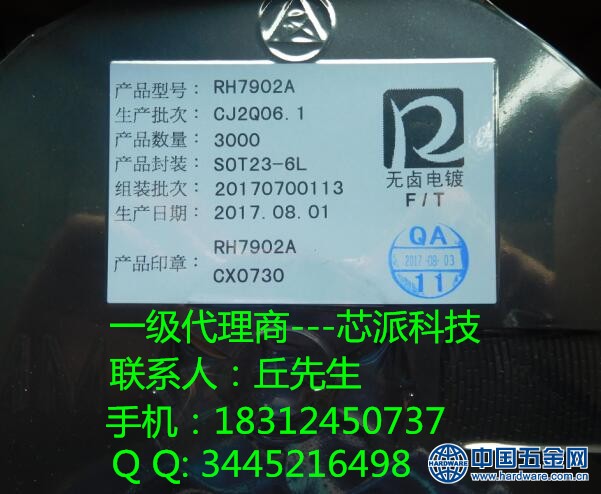 产品型号: RH7902A
生产批次: CJ2Q06.1
产品数量: 3000
产品封装: SOT23-6L
组装批次: 20170700113
生产日期: 2017.08.01
产品印章: RH7902A
CX0730
无卤电镀
F/T
QA
2017-08-03
11
一级代理商---芯派科技
联系人：丘先生
手机：18312450737
QQ: 3445216498
中国五金网
HARDWARE
www.hardware.com.cn